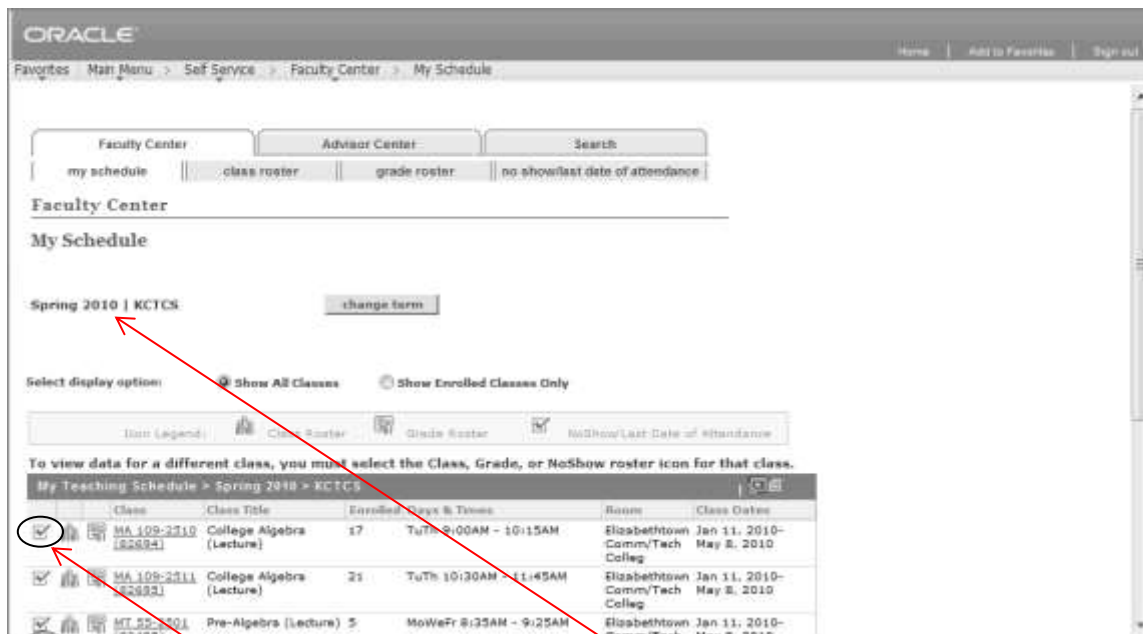 ORACLE
Home | Add to Favorites | Sign out
Favorites Main Menu > Self Service > Faculty Center > My Schedule
Faculty Center Advisor Center Search
my schedule class roster grade roster no show/last date of attendance
Faculty Center
My Schedule
Spring 2010 | KCTCS change term
Select display option: Show All Classes Show Enrolled Classes Only
Icon Legend: Class Roster Grade Roster NoShow/Last Date of Attendance
To view data for a different class, you must select the Class, Grade, or NoShow roster icon for that class.
My Teaching Schedule > Spring 2010 > KCTCS
Class Class Title Enrolled Days & Times Room Class Dates
MA 109-2510 College Algebra 17 TuTh 9:00AM - 10:15AM Elizabethtown Jan 11, 2010-
(Lecture) Comm/Tech May 8, 2010
Colleg
MA 109-2511 College Algebra 21 TuTh 10:30AM - 11:45AM Elizabethtown Jan 11, 2010-
(Lecture) Comm/Tech May 8, 2010
Colleg
MT 55-2501 Pre-Algebra (Lecture) 5 MoWeFr 8:35AM - 9:25AM Elizabethtown Jan 11, 2010-